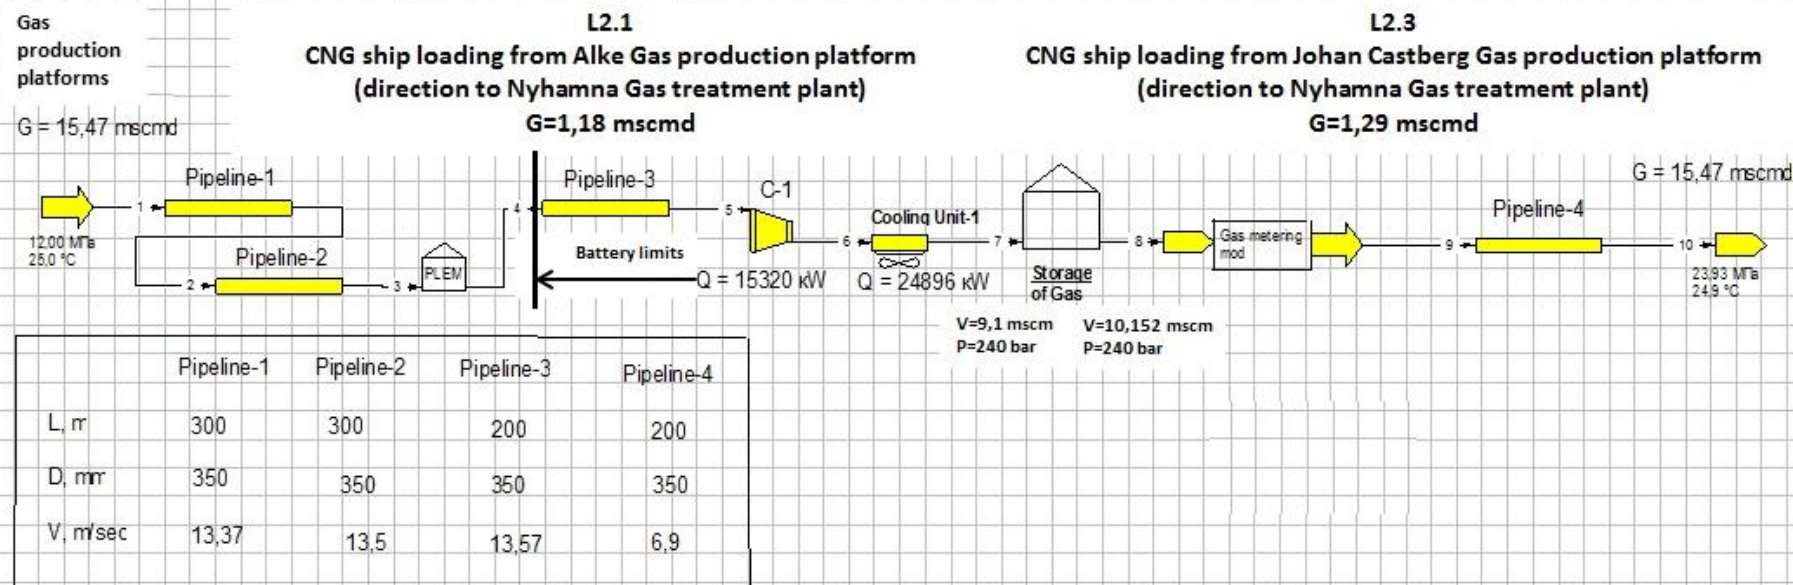 Gas
production
platforms
L2.1
CNG ship loading from Alke Gas production platform
(direction to Nyhamna Gas treatment plant)
G=1,18 mscmd
L2.3
CNG ship loading from Johan Castberg Gas production platform
(direction to Nyhamna Gas treatment plant)
G=1,29 mscmd
G = 15,47 mscmd
G = 15,47 mscmd
Pipeline-1
Pipeline-3
C-1
Cooling Unit-1
Pipeline-4
1
4
5
6
7
8
9
10
12,00 МПа
25,0 °C
Pipeline-2
2
3
PLEM
Battery limits
Q = 15320 кW
Q = 24896 кW
Storage
of Gas
Gas metering
mod
23,93 МПа
24,9 °C
V=9,1 mscm V=10,152 mscm
P=240 bar P=240 bar
Pipeline-1 Pipeline-2 Pipeline-3 Pipeline-4
L, m 300 300 200 200
D, mm 350 350 350 350
V, m/sec 13,37 13,5 13,57 6,9